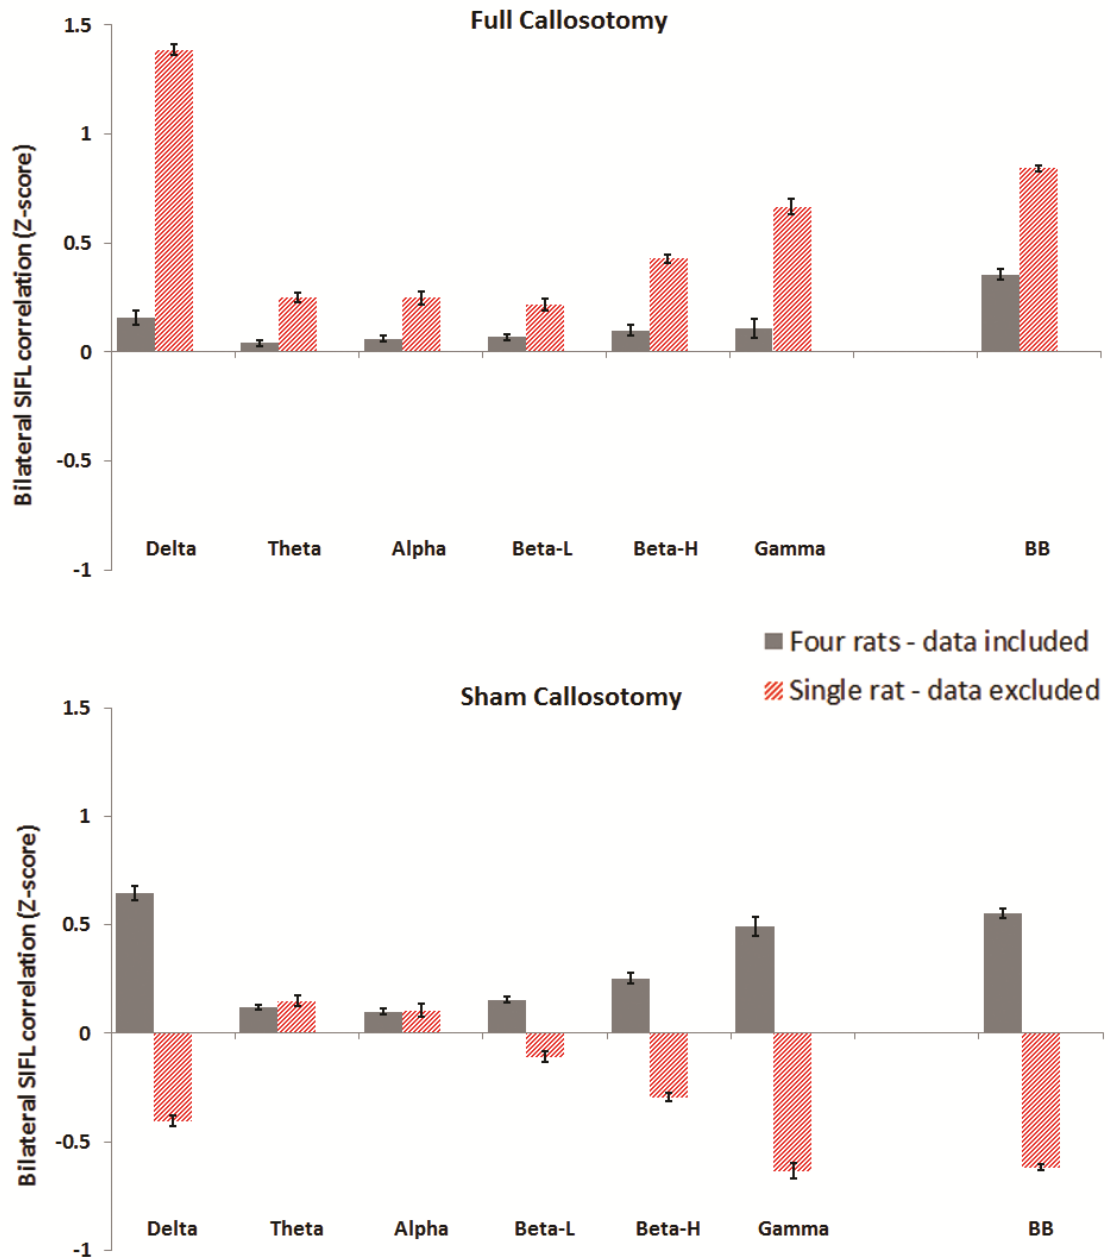 Full Callosotomy
Bilateral SIFL correlation (Z-score)
1.5
1
0.5
0
-0.5
-1
Delta Theta Alpha Beta-L Beta-H Gamma BB
Four rats - data included
Single rat - data excluded
Sham Callosotomy
Bilateral SIFL correlation (Z-score)
1.5
1
0.5
0
-0.5
-1
Delta Theta Alpha Beta-L Beta-H Gamma BB